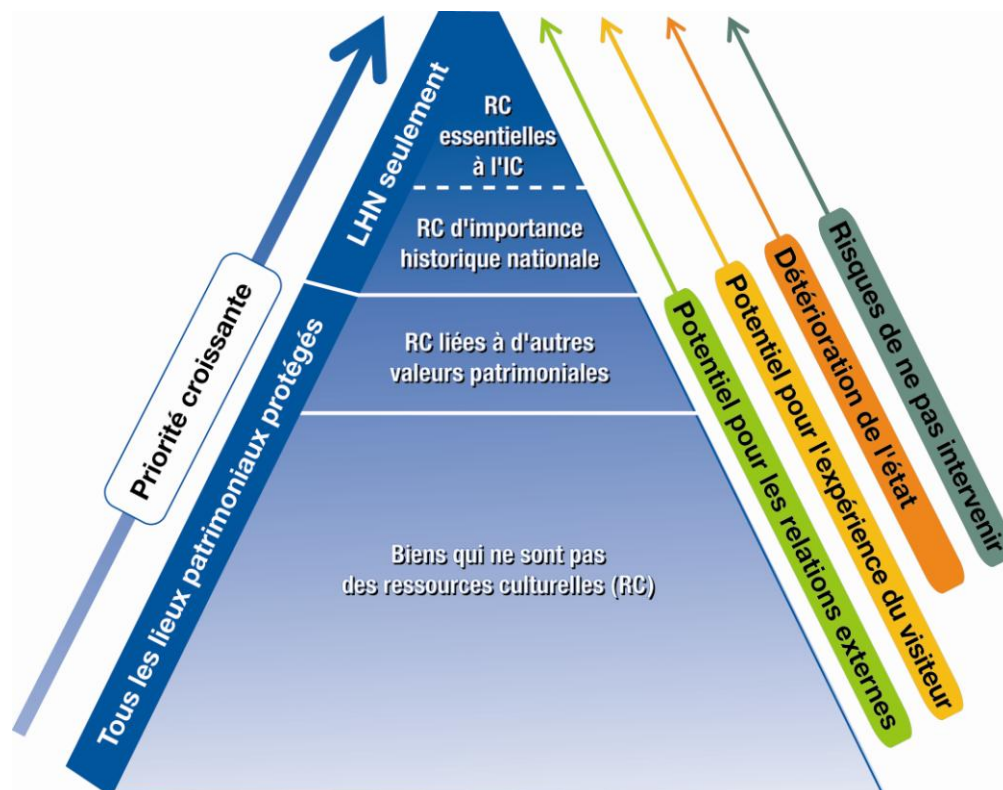 Priorité croissante
LHN seulement
Tous les lieux patrimoniaux protégés
RC
essentielles
à l'IC
RC d'importance
historique nationale
RC liées à d'autres
valeurs patrimoniales
Biens qui ne sont pas
des ressources culturelles (RC)
Potentiel pour les relations externes
Potentiel pour l'expérience du visiteur
Détérioration de l'état
Risques de ne pas intervenir